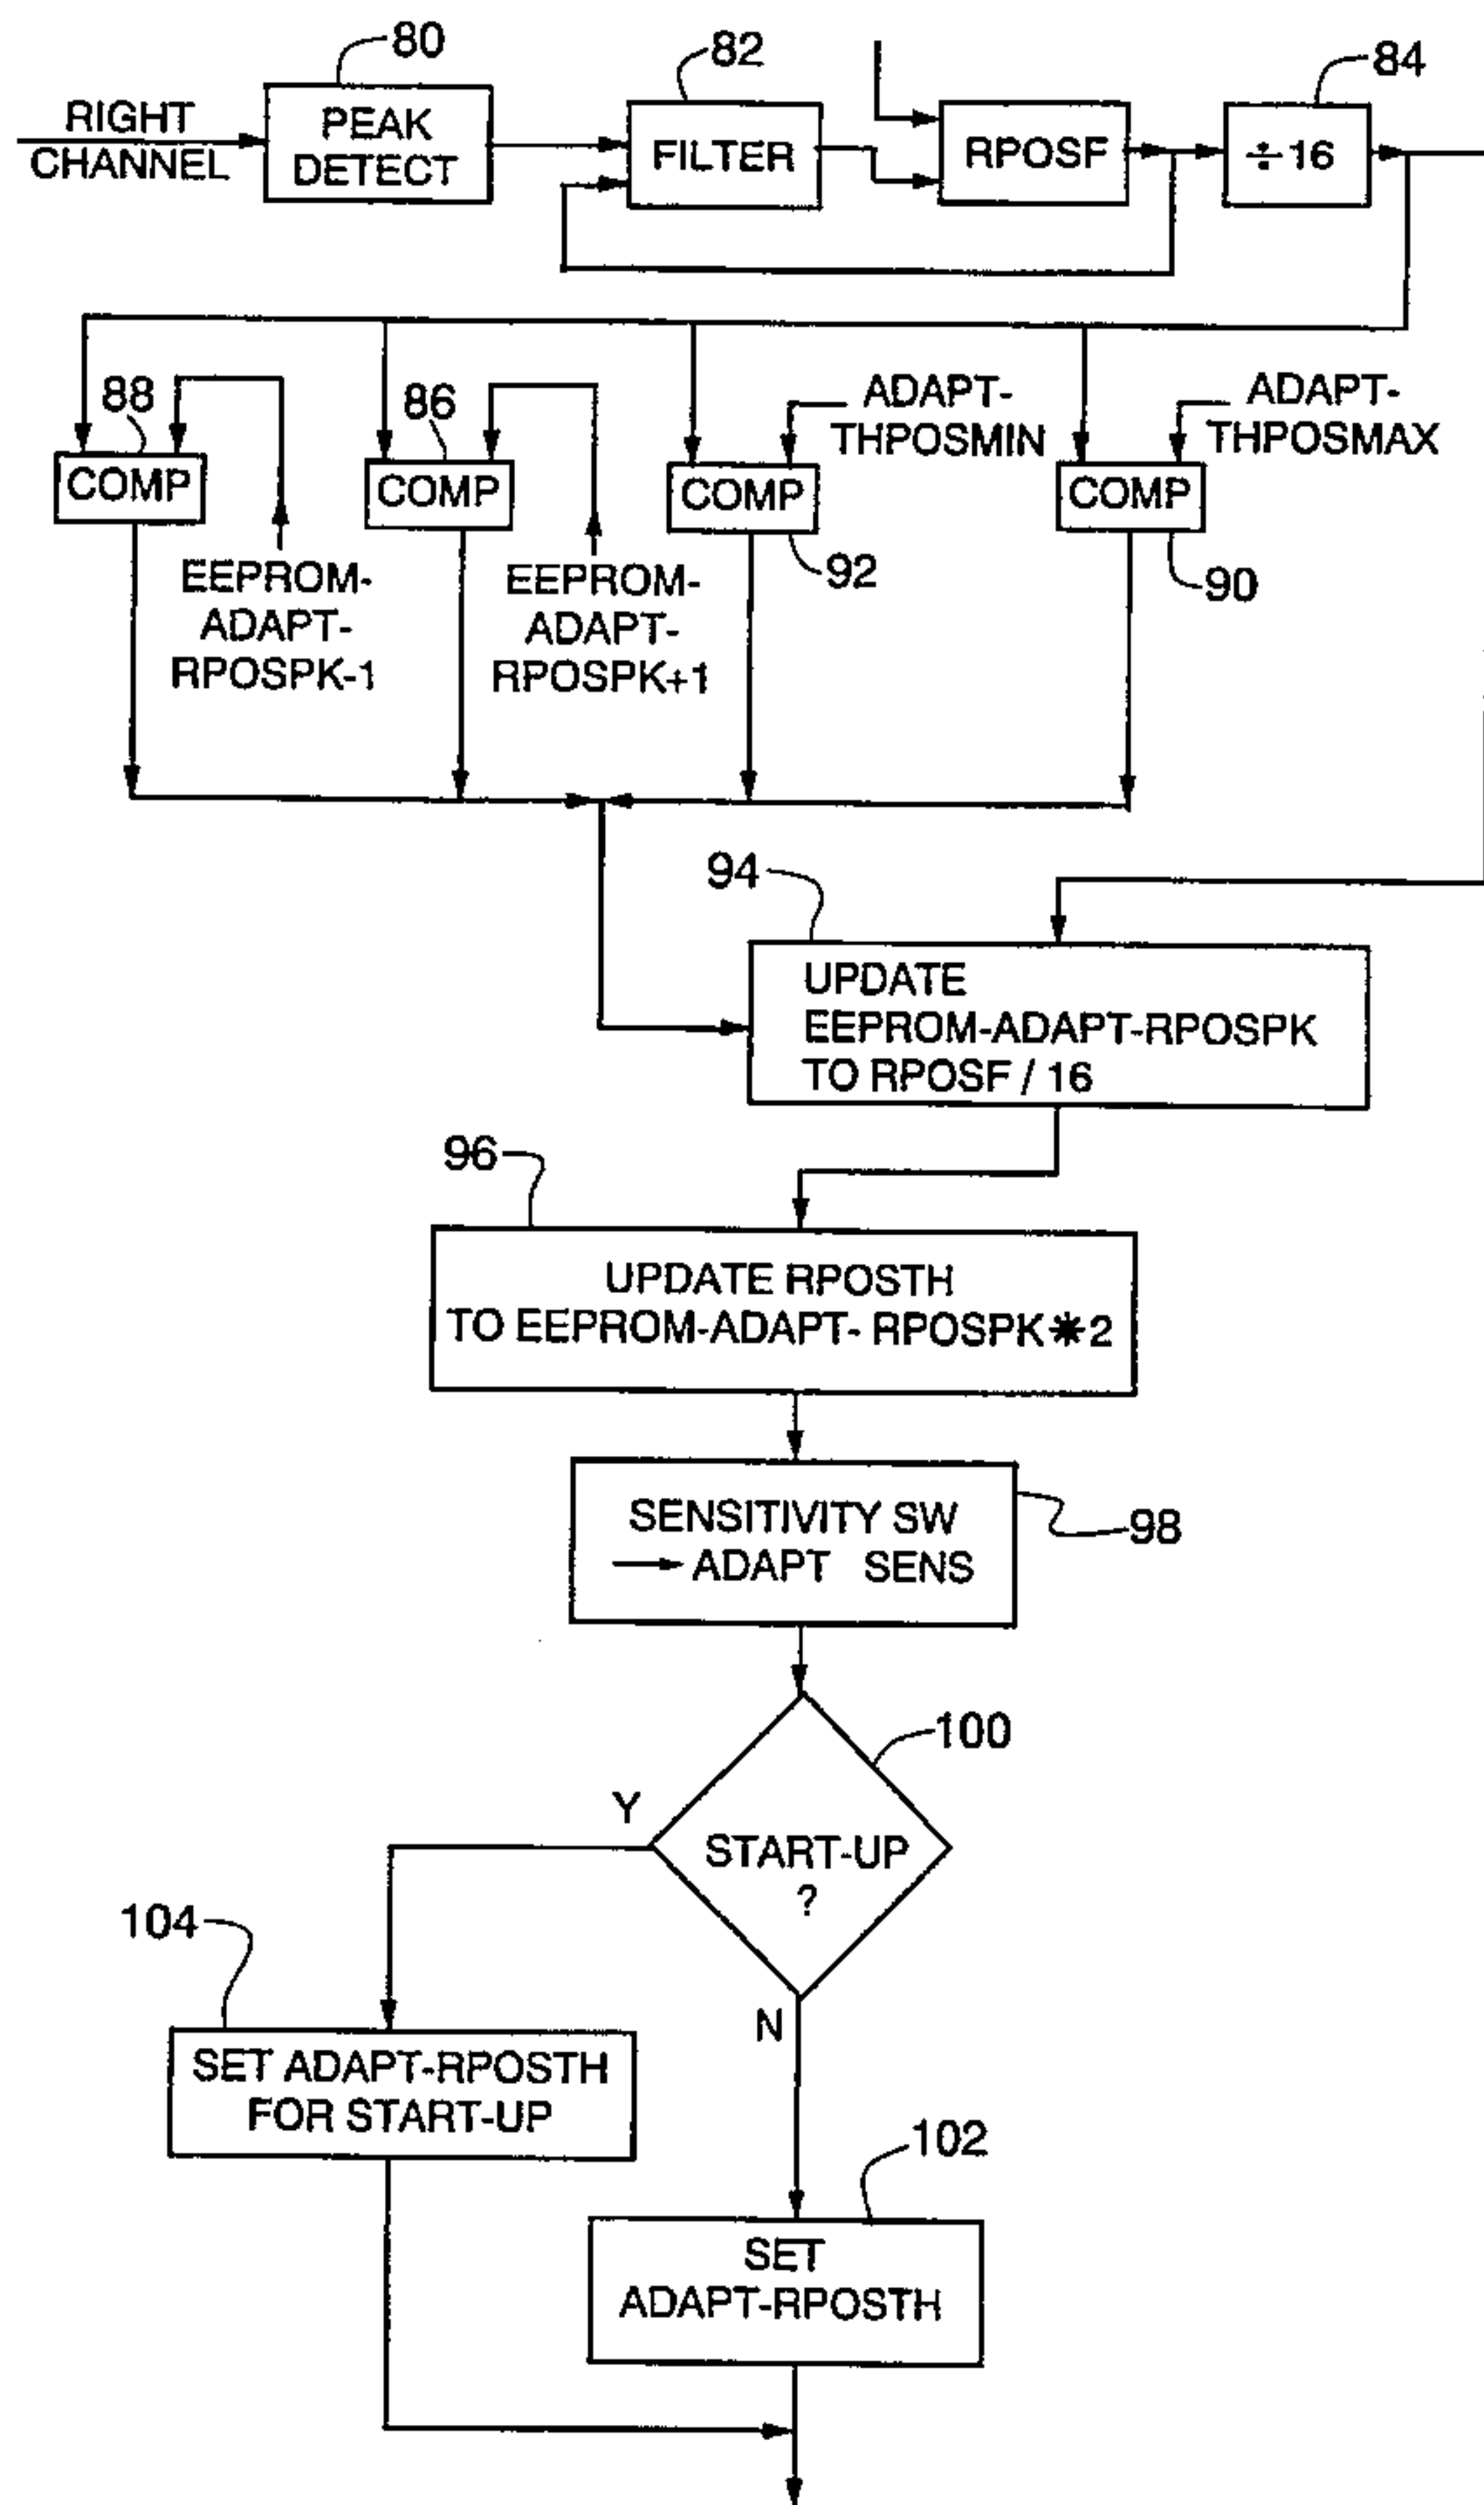 80
82
84
RIGHT
CHANNEL
PEAK
DETECT
FILTER
RPOSF
÷16
88
86
ADAPT-
THPOSMIN
ADAPT-
THPOSMAX
COMP
COMP
COMP
COMP
92
90
EEPROM-
ADAPT-
RPOSPK-1
EEPROM-
ADAPT-
RPOSPK+1
94
UPDATE
EEPROM-ADAPT-RPOSPK
TO RPOSF / 16
96
UPDATE RPOSTH
TO EEPROM-ADAPT- RPOSPK*2
SENSITIVITY SW
→ ADAPT SENS
98
100
Y
START-UP
?
104
N
SET ADAPT-RPOSTH
FOR START-UP
102
SET
ADAPT-RPOSTH